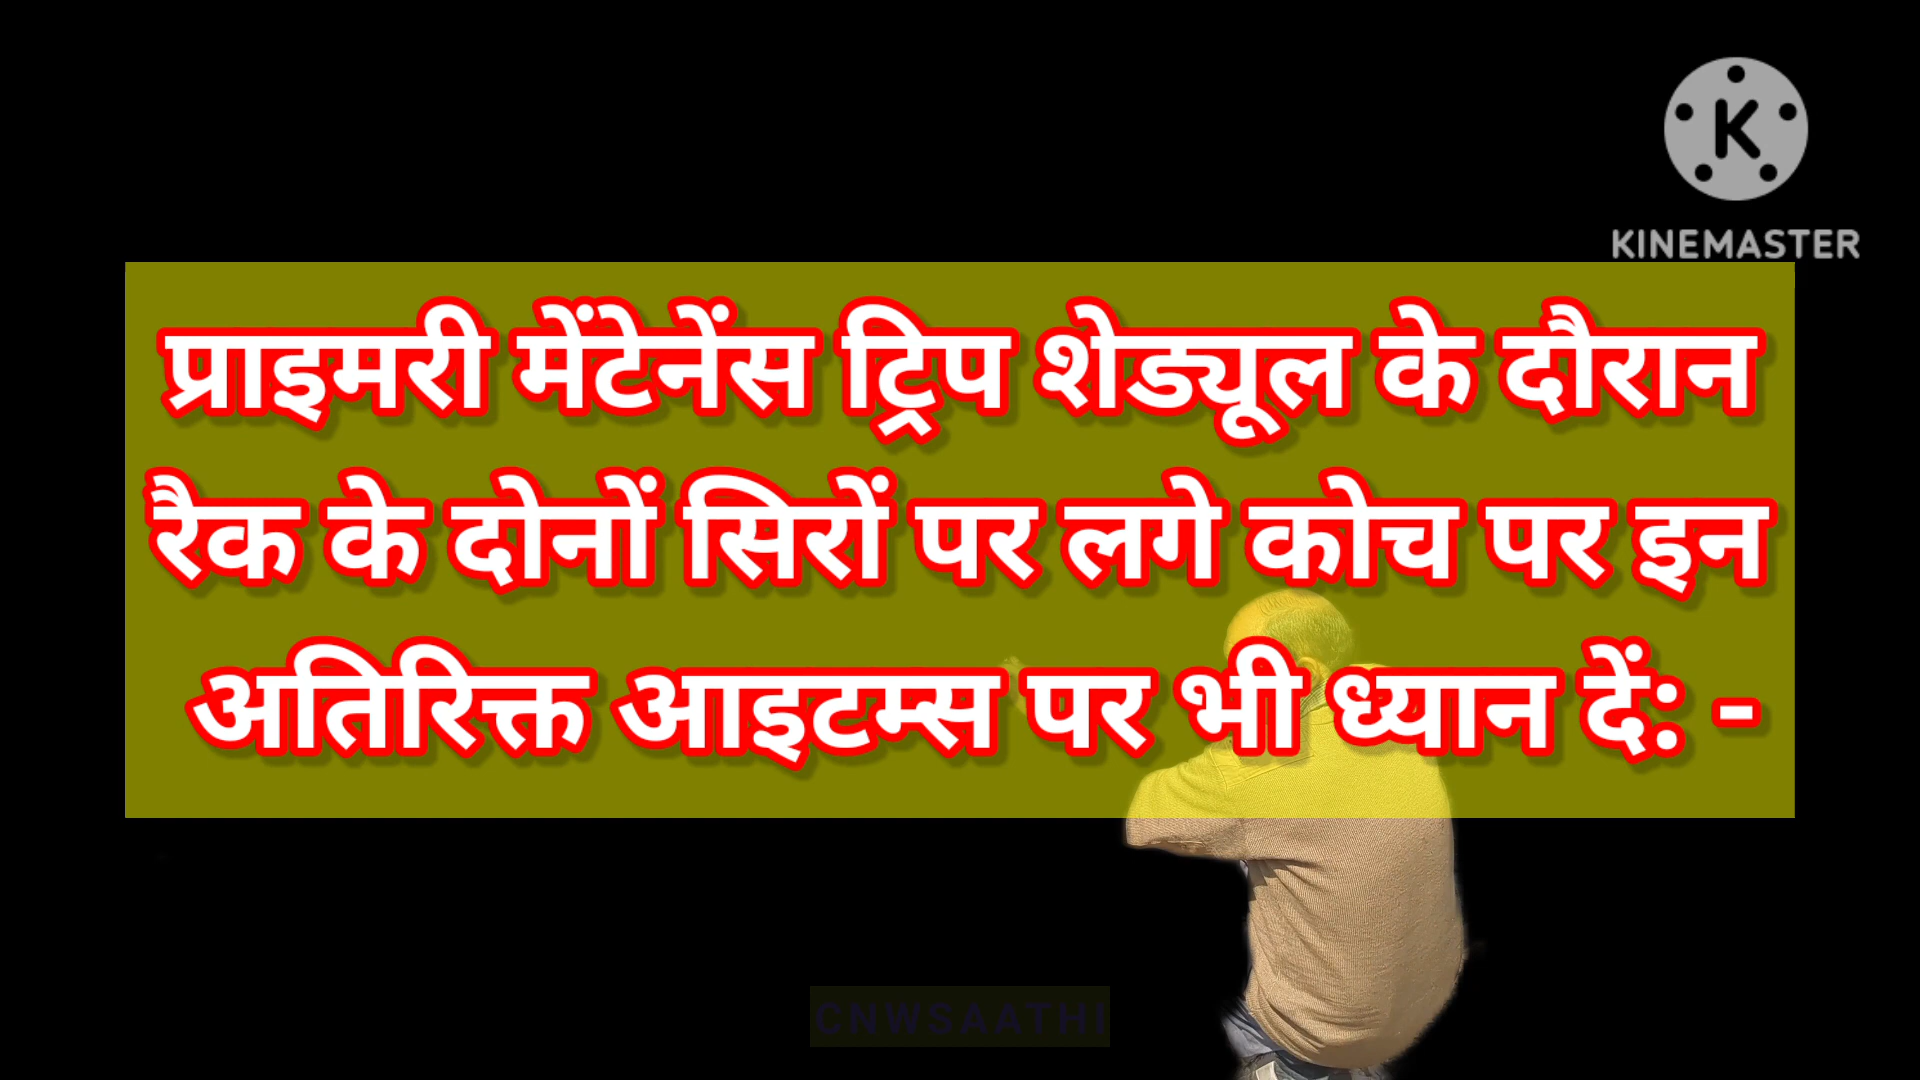 KINEMASTER
प्राइमरी मेंटेनेंस ट्रिप शेड्यूल के दौरान
रैक के दोनों सिरों पर लगे कोच पर इन
अतिरिक्त आइटम्स पर भी ध्यान दें: -
CNWSAATHI